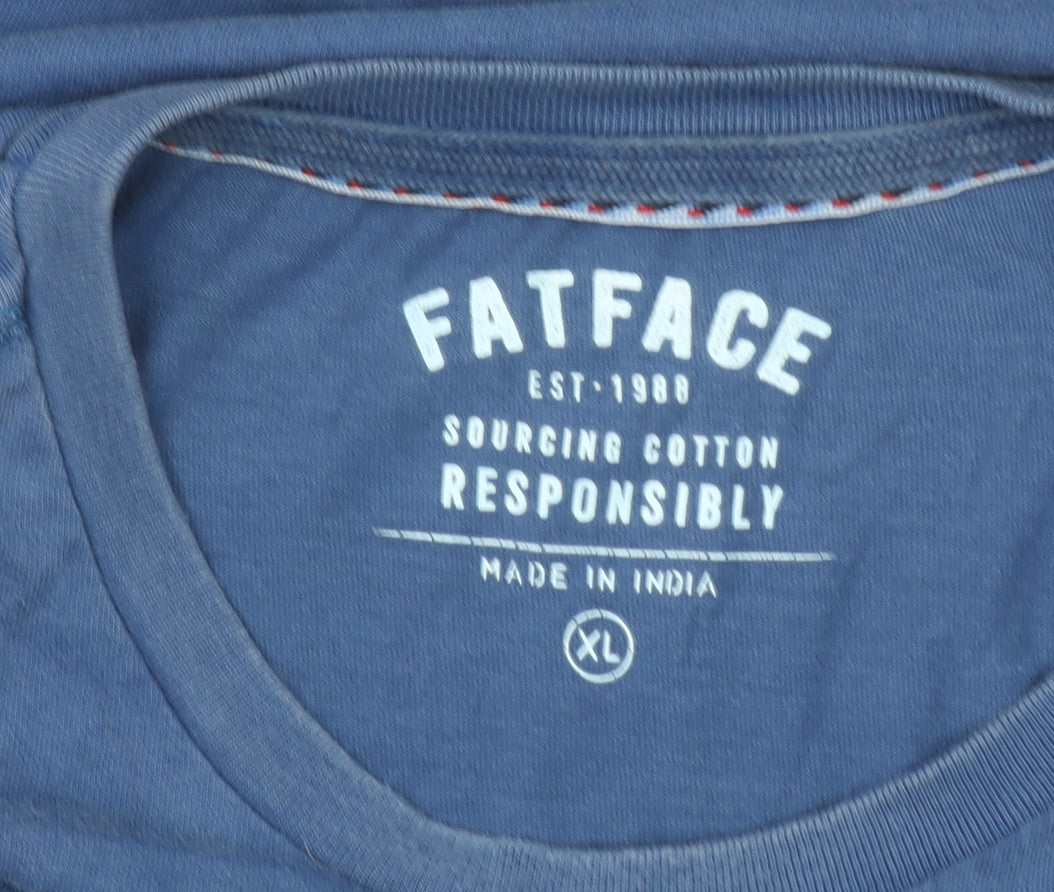 FATFACE
EST·1988
SOURCING COTTON
RESPONSIBLY
MADE IN INDIA
XL